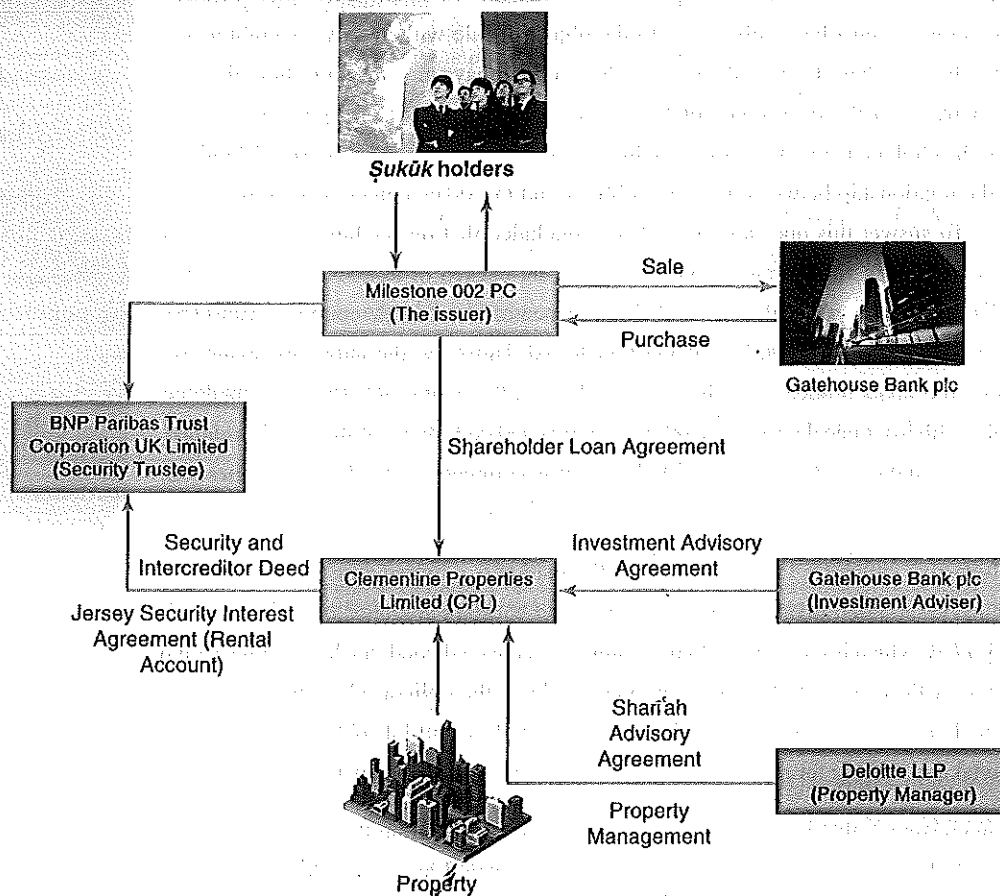 Ṣukūk holders
Milestone 002 PC
(The issuer)
Sale
Purchase
Gatehouse Bank plc
BNP Paribas Trust
Corporation UK Limited
(Security Trustee)
Shareholder Loan Agreement
Security and
Intercreditor Deed
Jersey Security Interest
Agreement (Rental
Account)
Clementine Properties
Limited (CPL)
Investment Advisory
Agreement
Gatehouse Bank plc
(Investment Adviser)
Sharīʿah
Advisory
Agreement
Property
Management
Deloitte LLP
(Property Manager)
Property